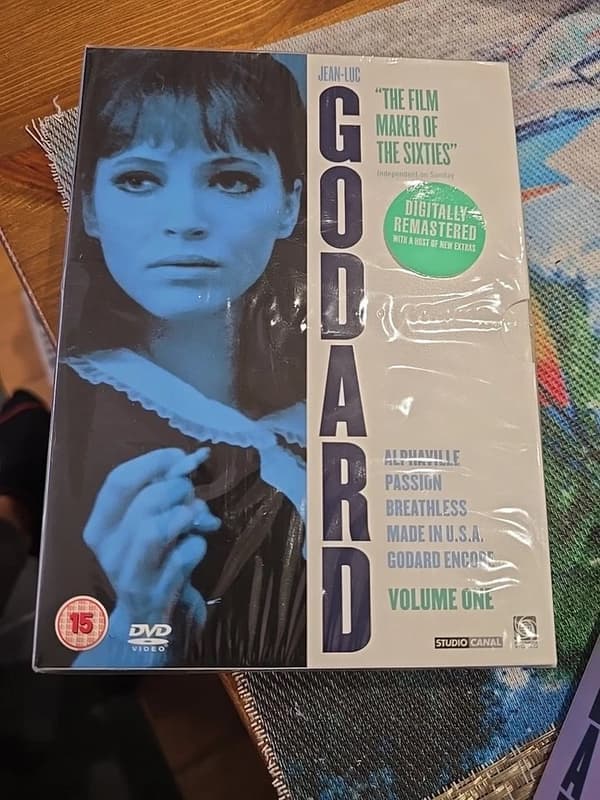 JEAN-LUC
GODARD
"THE FILM
MAKER OF
THE SIXTIES"
Independent on Sunday
DIGITALLY
REMASTERED
WITH A HOST OF NEW EXTRAS
ALPHAVILLE
PASSION
BREATHLESS
MADE IN U.S.A.
GODARD ENCORE
VOLUME ONE
15
DVD
VIDEO
STUDIO CANAL